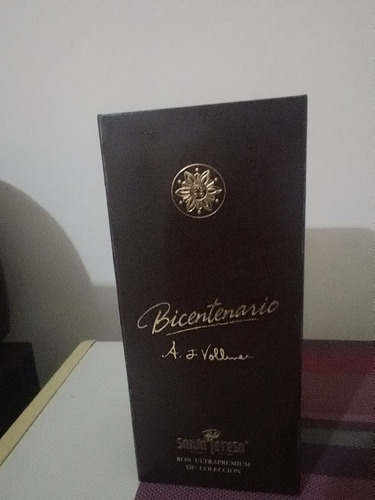 Bicentenario
A. J. Vollmer
Santa Teresa
RON ULTRAPREMIUM
DE COLECCIÓN